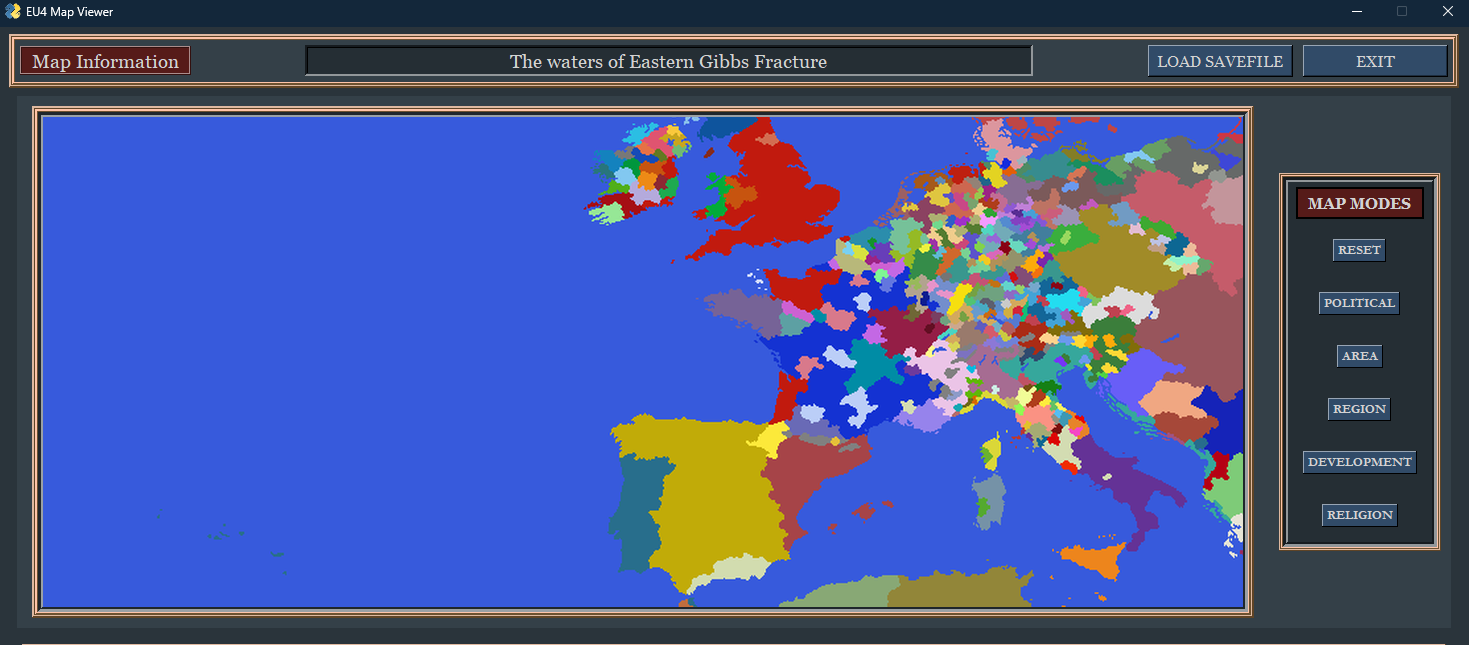 EU4 Map Viewer
Map Information
The waters of Eastern Gibbs Fracture
LOAD SAVEFILE
EXIT
MAP MODES
RESET
POLITICAL
AREA
REGION
DEVELOPMENT
RELIGION